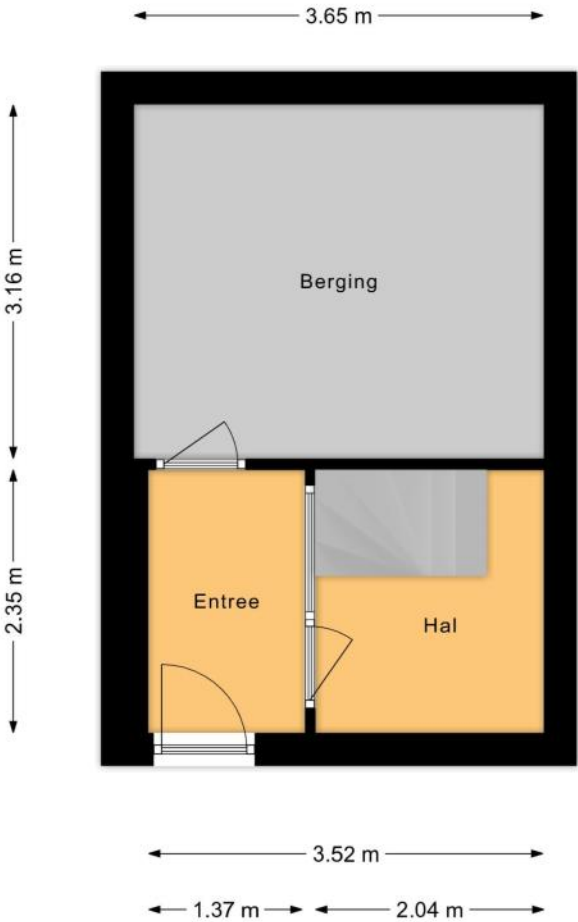 3.65 m
3.16 m
Berging
2.35 m
Entree
Hal
3.52 m
1.37 m
2.04 m